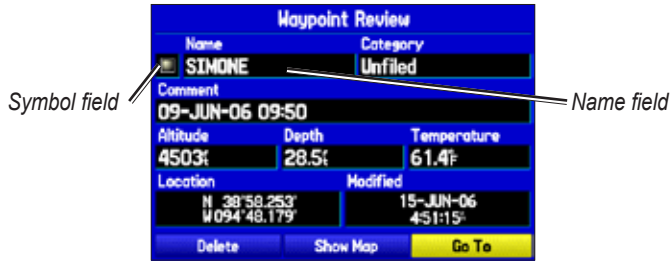 Waypoint Review
Name Category
SIMONE Unfiled
Symbol field Name field
Comment
09-JUN-06 09:50
Altitude Depth Temperature
4503ft 28.5ft 61.4°F
Location Modified
N 38°58.253' 15-JUN-06
W094°48.179' 4:51:15
Delete Show Map Go To